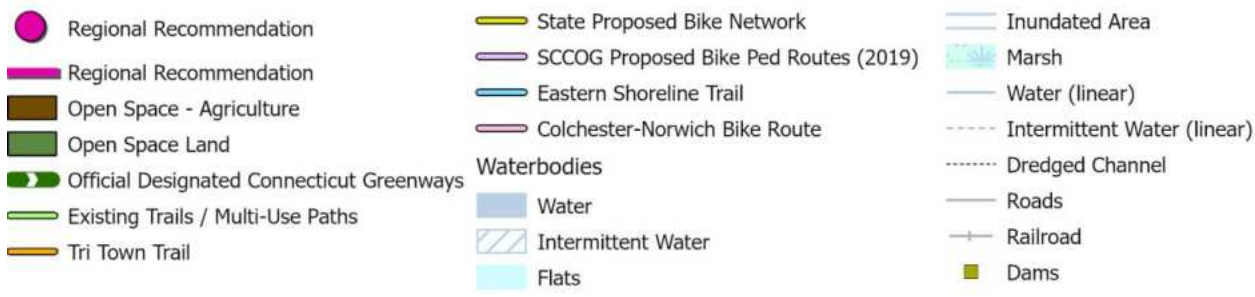 Regional Recommendation
Regional Recommendation
Open Space - Agriculture
Open Space Land
Official Designated Connecticut Greenways
Existing Trails / Multi-Use Paths
Tri Town Trail
State Proposed Bike Network
SCCOG Proposed Bike Ped Routes (2019)
Eastern Shoreline Trail
Colchester-Norwich Bike Route
Waterbodies
Water
Intermittent Water
Flats
Inundated Area
Marsh
Water (linear)
Intermittent Water (linear)
Dredged Channel
Roads
Railroad
Dams